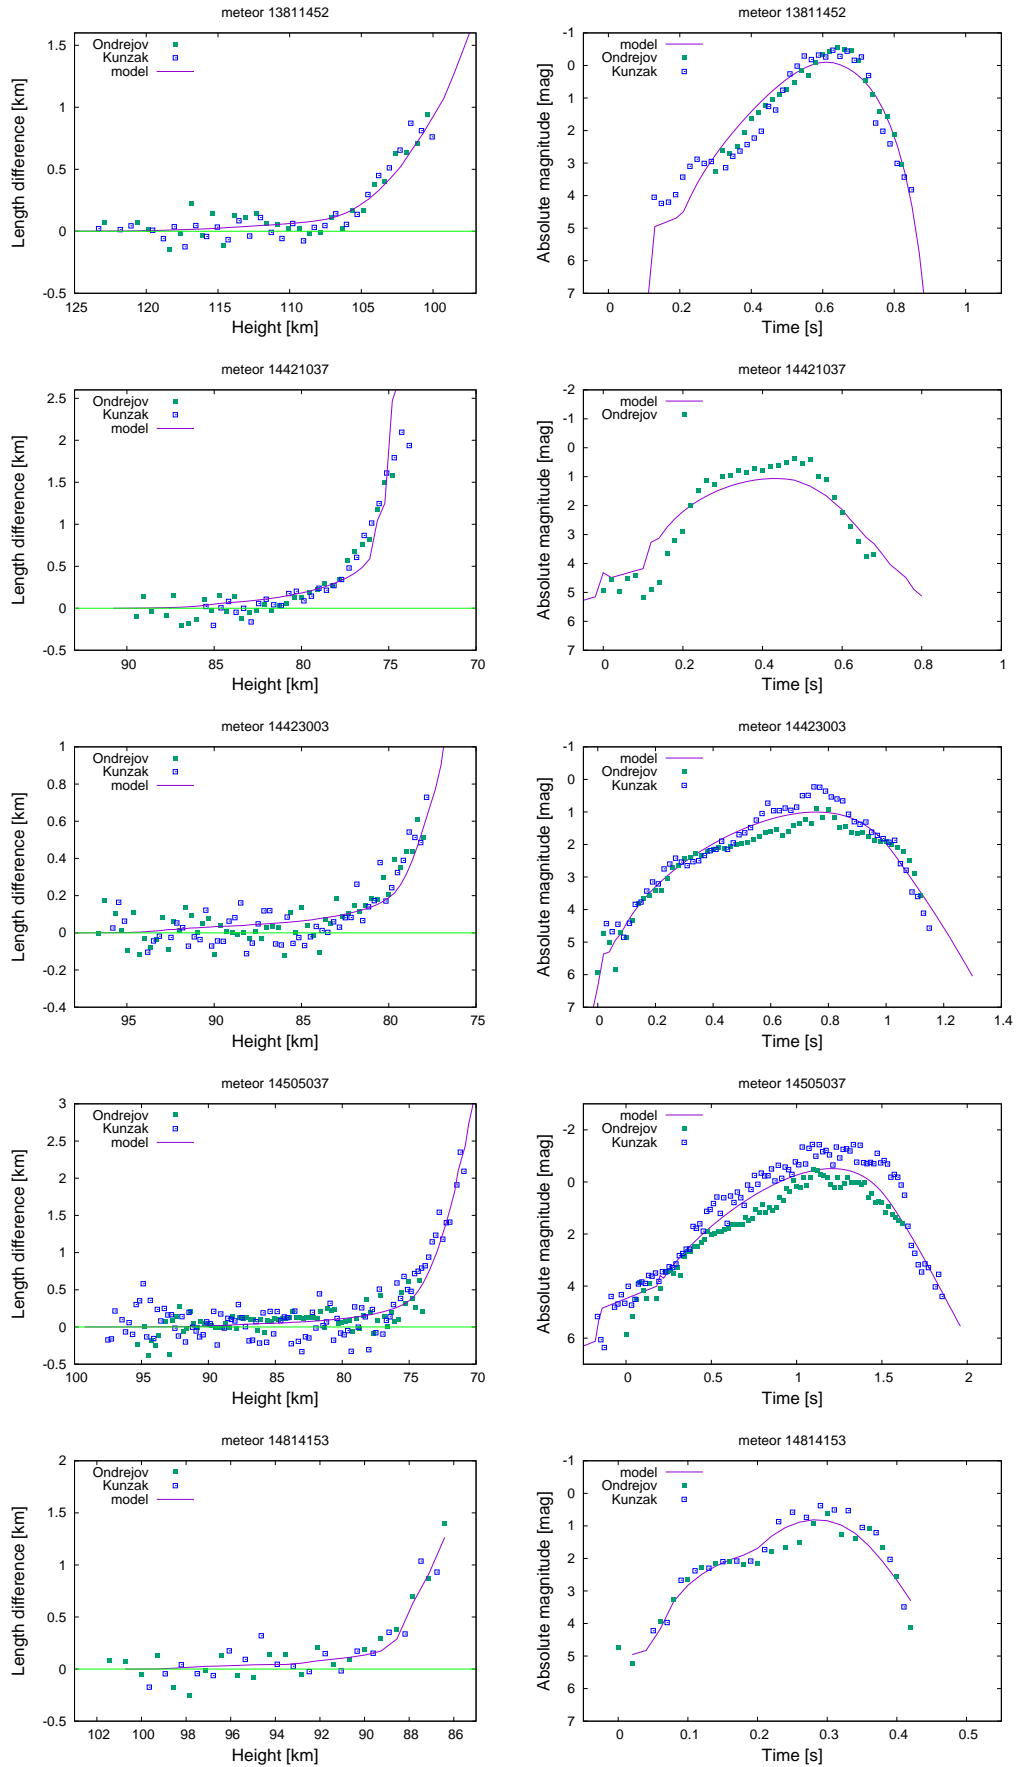 meteor 13811452
Length difference [km]
1.5
1
0.5
0
-0.5
Ondrejov
Kunzak
model
125 120 115 110 105 100
Height [km]
meteor 13811452
Absolute magnitude [mag]
-1
0
1
2
3
4
5
6
7
model
Ondrejov
Kunzak
0 0.2 0.4 0.6 0.8 1
Time [s]
meteor 14421037
Length difference [km]
2.5
2
1.5
1
0.5
0
-0.5
Ondrejov
Kunzak
model
90 85 80 75 70
Height [km]
meteor 14421037
Absolute magnitude [mag]
-2
-1
0
1
2
3
4
5
6
7
model
Ondrejov
0 0.2 0.4 0.6 0.8 1
Time [s]
meteor 14423003
Length difference [km]
1
0.8
0.6
0.4
0.2
0
-0.2
-0.4
Ondrejov
Kunzak
model
95 90 85 80 75
Height [km]
meteor 14423003
Absolute magnitude [mag]
-1
0
1
2
3
4
5
6
7
model
Ondrejov
Kunzak
0 0.2 0.4 0.6 0.8 1 1.2 1.4
Time [s]
meteor 14505037
Length difference [km]
3
2.5
2
1.5
1
0.5
0
-0.5
Ondrejov
Kunzak
model
100 95 90 85 80 75 70
Height [km]
meteor 14505037
Absolute magnitude [mag]
-2
0
2
4
6
model
Ondrejov
Kunzak
0 0.5 1 1.5 2
Time [s]
meteor 14814153
Length difference [km]
2
1.5
1
0.5
0
-0.5
Ondrejov
Kunzak
model
102 100 98 96 94 92 90 88 86
Height [km]
meteor 14814153
Absolute magnitude [mag]
-1
0
1
2
3
4
5
6
7
model
Ondrejov
Kunzak
0 0.1 0.2 0.3 0.4 0.5
Time [s]